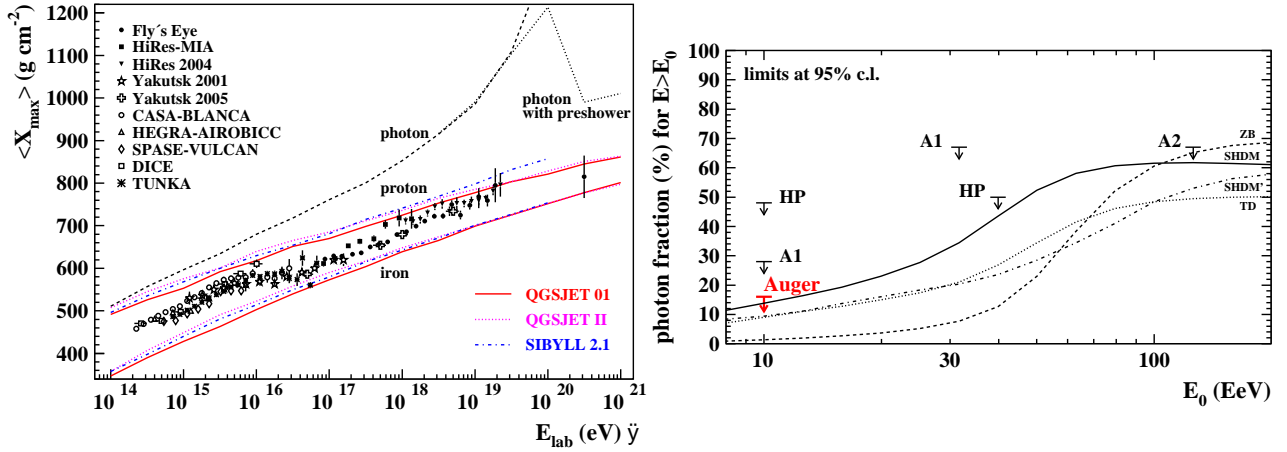 <X_max> (g cm^-2)
1200
1100
1000
900
800
700
600
500
400
Fly´s Eye
HiRes-MIA
HiRes 2004
Yakutsk 2001
Yakutsk 2005
CASA-BLANCA
HEGRA-AIROBICC
SPASE-VULCAN
DICE
TUNKA
photon
photon
with preshower
proton
iron
QGSJET 01
QGSJET II
SIBYLL 2.1
10^14 10^15 10^16 10^17 10^18 10^19 10^20 10^21
E_lab (eV) ÿ
photon fraction (%) for E>E_0
100
90
80
70
60
50
40
30
20
10
0
limits at 95% c.l.
A1
A2
HP
HP
A1
Auger
ZB
SHDM
SHDM'
TD
10 30 100
E_0 (EeV)